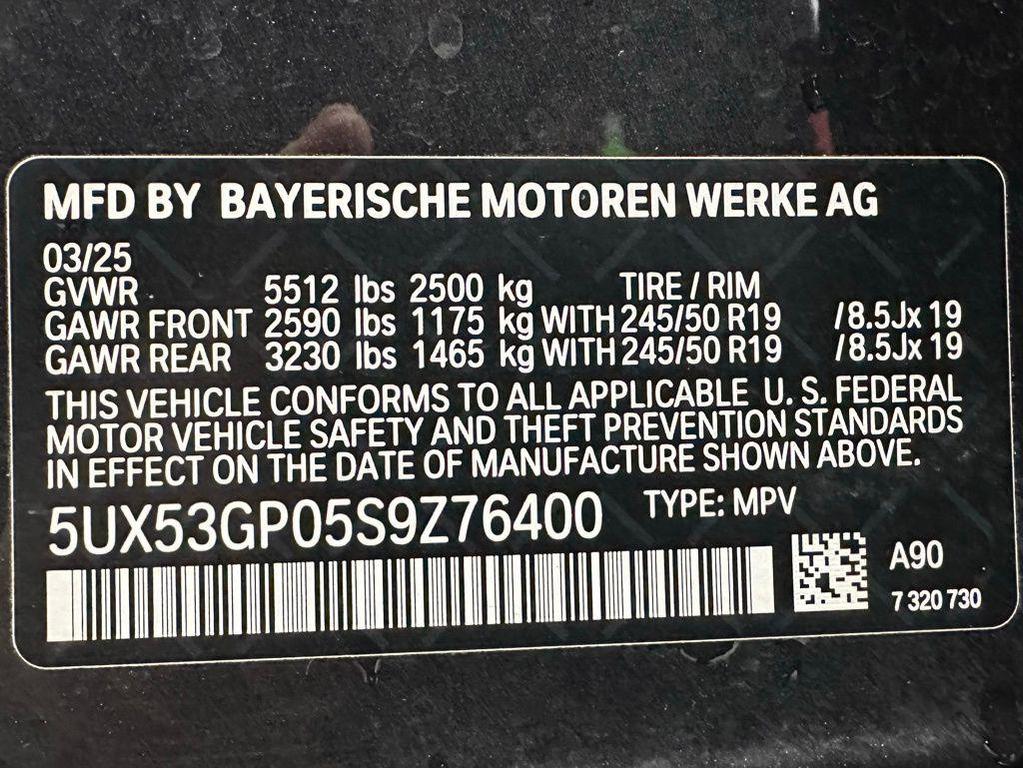 MFD BY BAYERISCHE MOTOREN WERKE AG
03/25
GVWR 5512 lbs 2500 kg TIRE / RIM
GAWR FRONT 2590 lbs 1175 kg WITH 245/50 R19 /8.5Jx 19
GAWR REAR 3230 lbs 1465 kg WITH 245/50 R19 /8.5Jx 19
THIS VEHICLE CONFORMS TO ALL APPLICABLE U. S. FEDERAL
MOTOR VEHICLE SAFETY AND THEFT PREVENTION STANDARDS
IN EFFECT ON THE DATE OF MANUFACTURE SHOWN ABOVE.
5UX53GP05S9Z76400 TYPE: MPV
A90
7 320 730